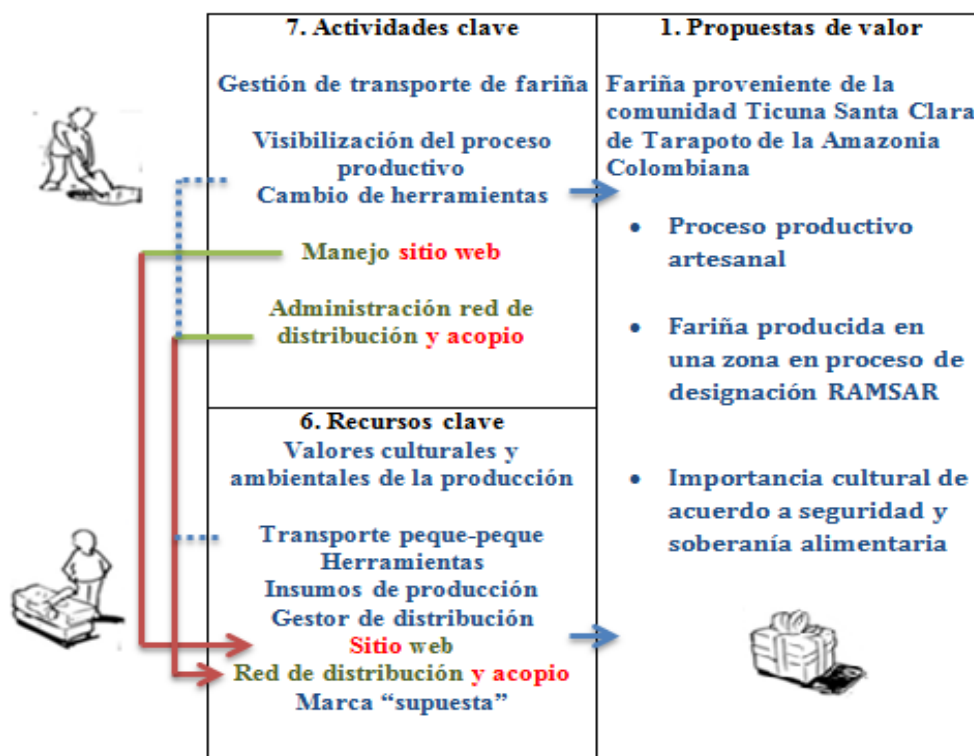 7. Actividades clave
Gestión de transporte de fariña
Visibilización del proceso
productivo
Cambio de herramientas
Manejo sitio web
Administración red de
distribución y acopio
6. Recursos clave
Valores culturales y
ambientales de la producción
Transporte peque-peque
Herramientas
Insumos de producción
Gestor de distribución
Sitio web
Red de distribución y acopio
Marca “supuesta”
1. Propuestas de valor
Fariña proveniente de la
comunidad Ticuna Santa Clara
de Tarapoto de la Amazonia
Colombiana
• Proceso productivo
artesanal
• Fariña producida en
una zona en proceso de
designación RAMSAR
• Importancia cultural de
acuerdo a seguridad y
soberanía alimentaria